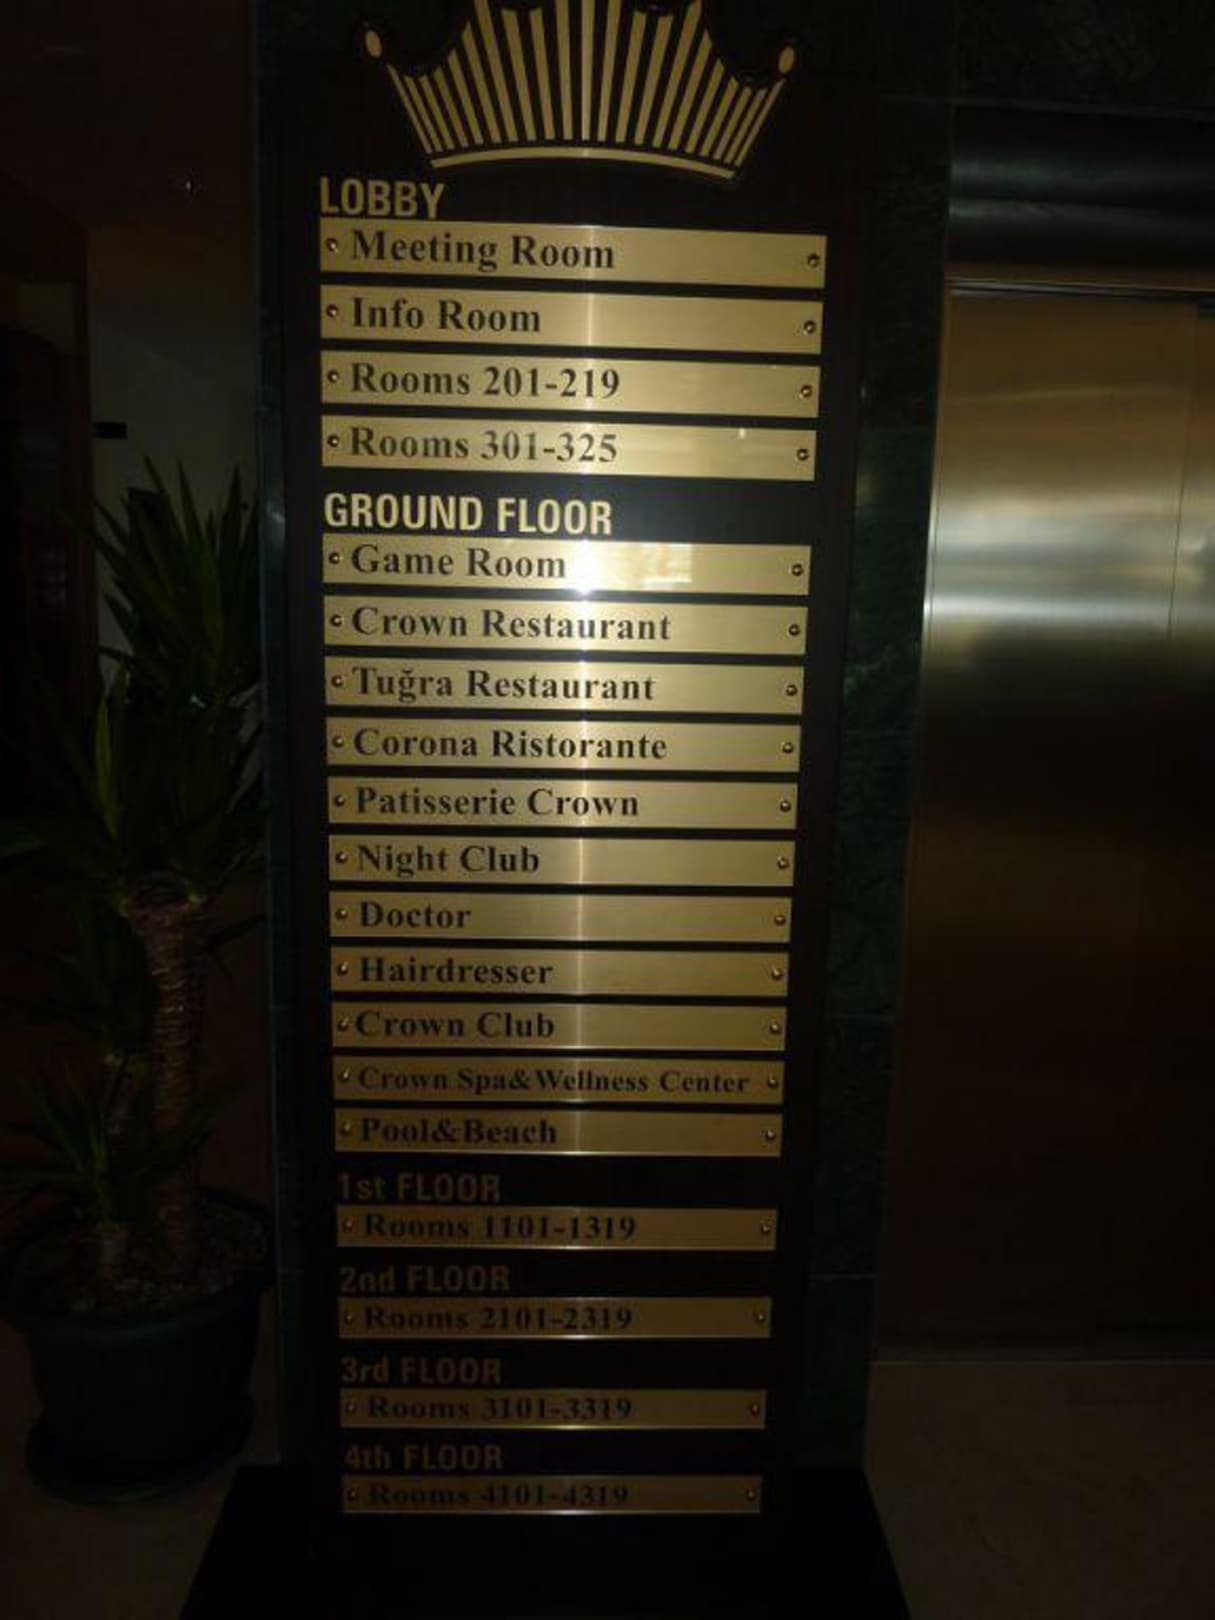 LOBBY
Meeting Room
Info Room
Rooms 201-219
Rooms 301-325
GROUND FLOOR
Game Room
Crown Restaurant
Tuğra Restaurant
Corona Ristorante
Patisserie Crown
Night Club
Doctor
Hairdresser
Crown Club
Crown Spa&Wellness Center
Pool&Beach
1st FLOOR
Rooms 1101-1319
2nd FLOOR
Rooms 2101-2319
3rd FLOOR
Rooms 3101-3319
4th FLOOR
Rooms 4101-4319